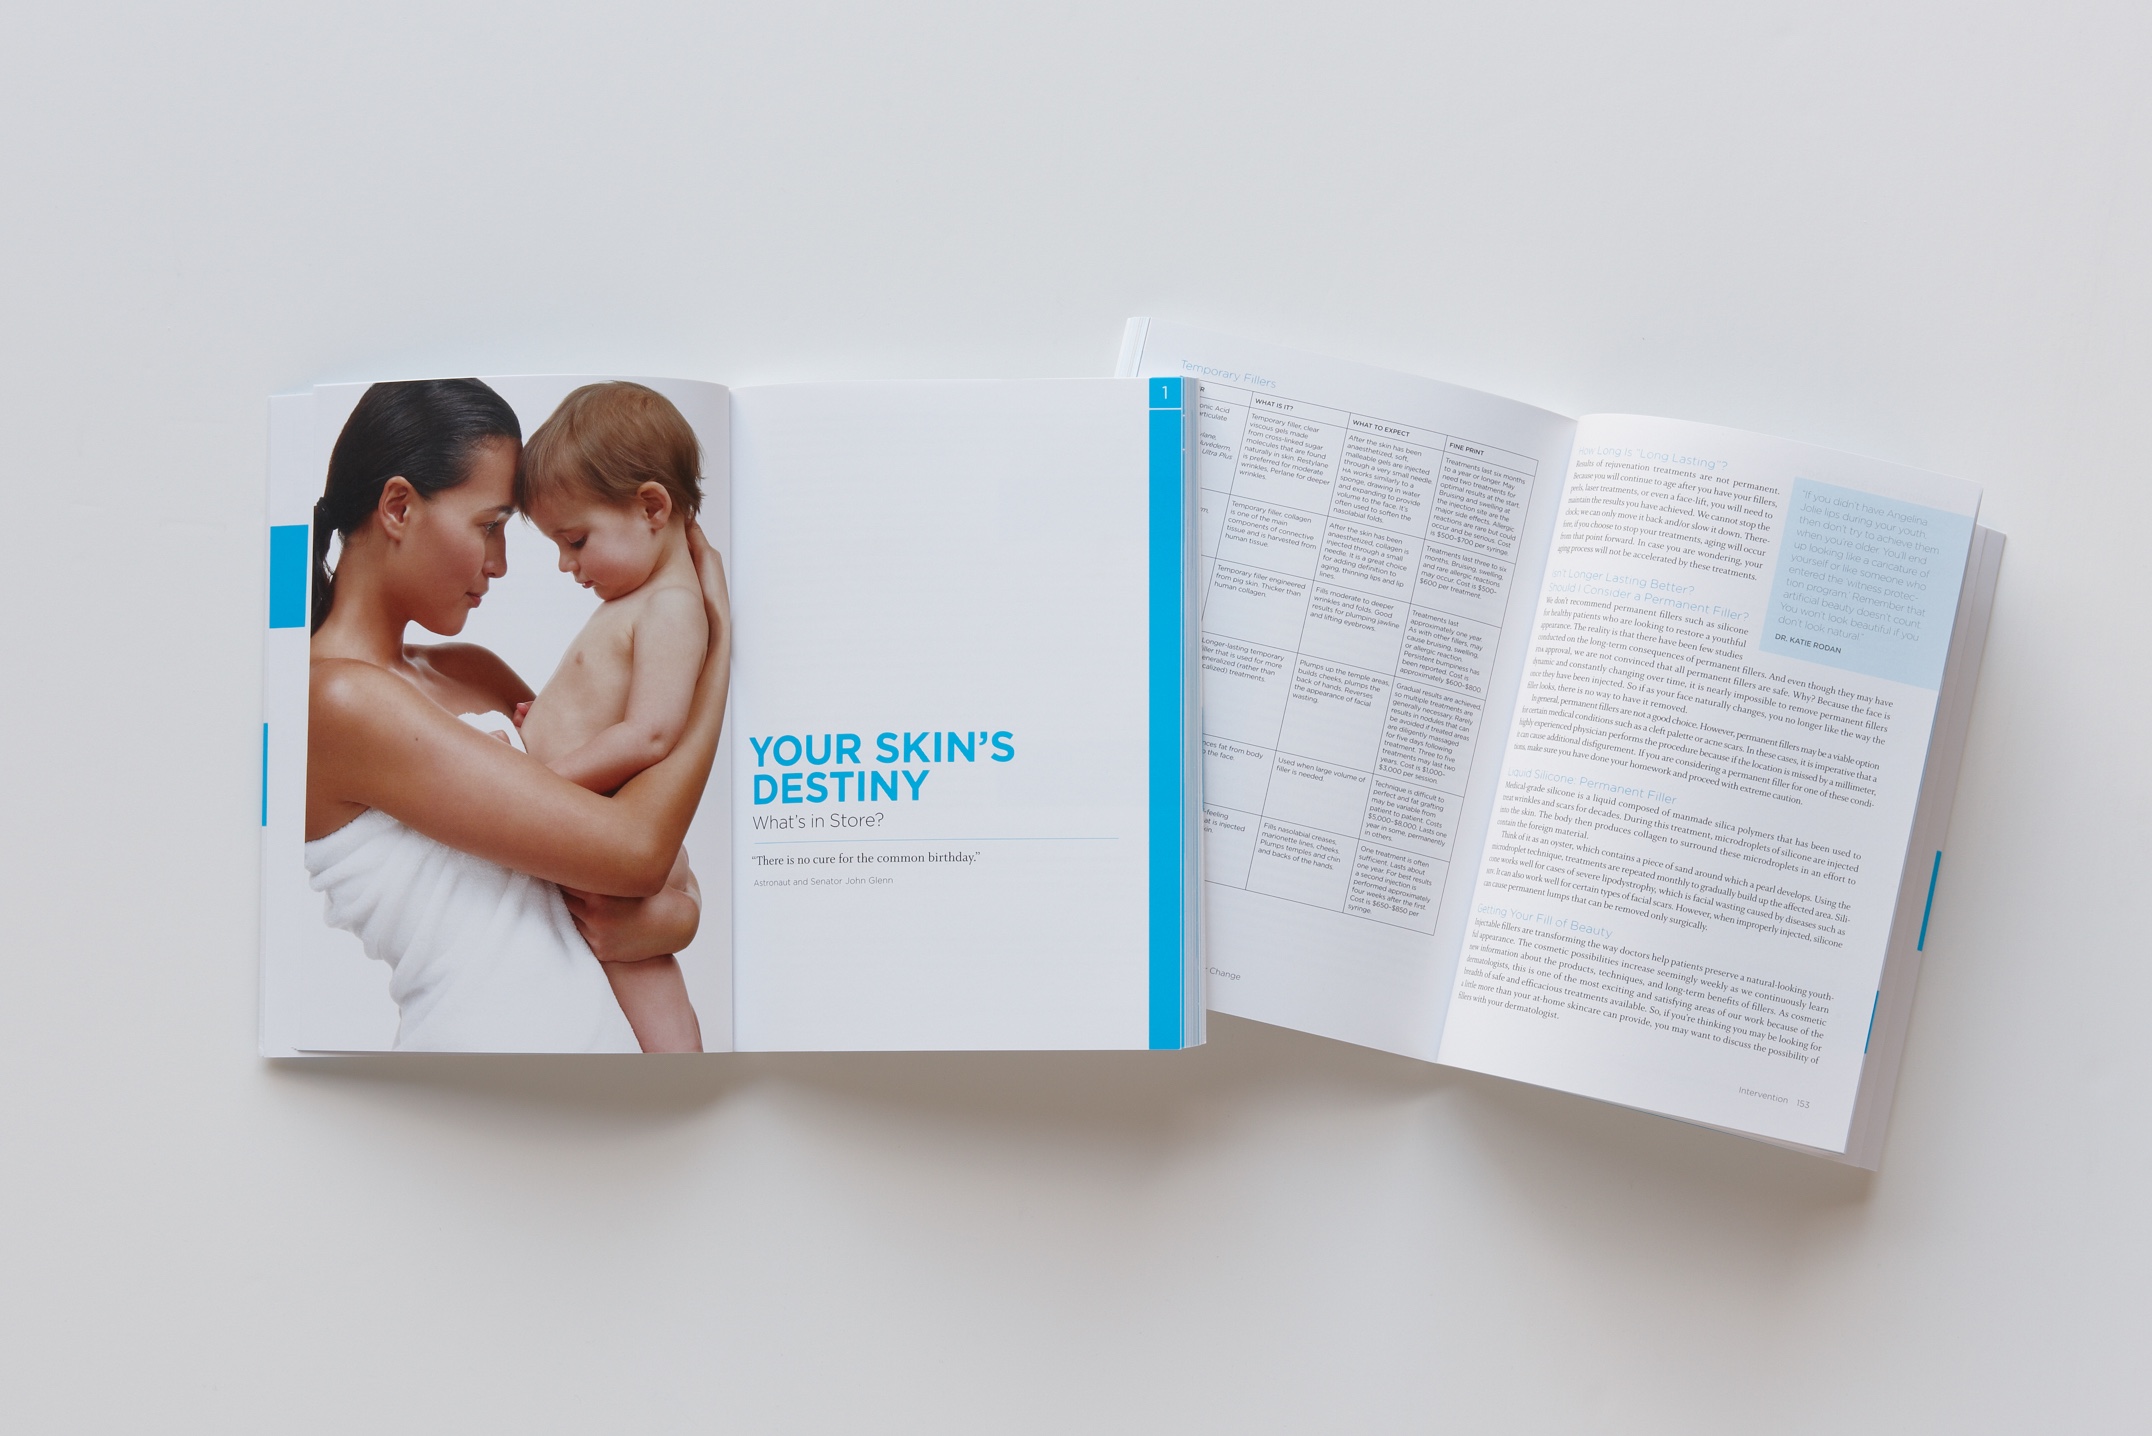 1
YOUR SKIN'S
DESTINY
What's in Store?
"There is no cure for the common birthday."
Astronaut and Senator John Glenn
Temporary Fillers
WHAT IS IT?
WHAT TO EXPECT
FINE PRINT
Temporary filler, clear
viscous gels made
from cross-linked sugar
molecules that are found
naturally in skin. Restylane
is preferred for moderate
wrinkles, Perlane for deeper
wrinkles.
After the skin has been
anaesthetized, soft,
malleable gels are injected
through a very small needle.
HA works similarly to a
sponge, drawing in water
and expanding to provide
volume to the face. It's
often used to soften the
nasolabial folds.
Treatments last six months
to a year or longer. May
need two treatments for
optimal results at the start.
Bruising and swelling at
the injection site are the
major side effects. Allergic
reactions are rare but could
occur and be serious. Cost
is $500–$700 per syringe.
Temporary filler, collagen
is one of the main
components of connective
tissue and is harvested from
human tissue.
After the skin has been
anaesthetized, collagen is
injected through a small
needle. It is a great choice
for adding definition to
aging, thinning lips and lip
lines.
Treatments last three to six
months. Bruising, swelling,
and rare allergic reactions
may occur. Cost is $500–
$600 per treatment.
Temporary filler engineered
from pig skin. Thicker than
human collagen.
Fills moderate to deeper
wrinkles and folds. Good
results for plumping jawline
and lifting eyebrows.
Treatments last
approximately one year.
As with other fillers, may
cause bruising, swelling,
or allergic reaction.
Persistent bumpiness has
been reported. Cost is
approximately $600–$800.
Longer-lasting temporary
filler that is used for more
generalized (rather than
localized) treatments.
Plumps up the temple areas,
builds cheeks, plumps the
back of hands. Reverses
the appearance of facial
wasting.
Gradual results are achieved,
so multiple treatments are
generally necessary. Rarely
results in nodules that can
be avoided if treated areas
are diligently massaged
for five days following
treatment. Three to five
treatments may last two
years. Cost is $1,000–
$3,000 per session.
fat from body
the face.
Used when large volume of
filler is needed.
Technique is difficult to
perfect and fat grafting
may be variable from
patient to patient. Costs
$5,000–$8,000. Lasts one
year in some, permanently
in others.
Fills nasolabial creases,
marionette lines, cheeks.
Plumps temples and chin
and backs of the hands.
One treatment is often
sufficient. Lasts about
one year. For best results
a second injection is
performed approximately
four weeks after the first.
Cost is $650–$850 per
syringe.
Change
How Long Is "Long Lasting"?
Results of rejuvenation treatments are not permanent.
Because you will continue to age after you have your fillers,
peels, laser treatments, or even a face-lift, you will need to
maintain the results you have achieved. We cannot stop the
clock; we can only move it back and/or slow it down. There-
fore, if you choose to stop your treatments, aging will occur
from that point forward. In case you are wondering, your
aging process will not be accelerated by these treatments.
"If you didn't have Angelina
Jolie lips during your youth,
then don't try to achieve them
when you're older. You'll end
up looking like a caricature of
yourself or like someone who
entered the 'witness protec-
tion program.' Remember that
artificial beauty doesn't count.
You won't look beautiful if you
don't look natural."
DR. KATIE RODAN
Isn't Longer Lasting Better?
Should I Consider a Permanent Filler?
We don't recommend permanent fillers such as silicone
for healthy patients who are looking to restore a youthful
appearance. The reality is that there have been few studies
conducted on the long-term consequences of permanent fillers. And even though they may have
approval, we are not convinced that all permanent fillers are safe. Why? Because the face is
dynamic and constantly changing over time, it is nearly impossible to remove permanent fillers
once they have been injected. So if as your face naturally changes, you no longer like the way the
filler looks, there is no way to have it removed.
In general, permanent fillers are not a good choice. However, permanent fillers may be a viable option
for certain medical conditions such as a cleft palette or acne scars. In these cases, it is imperative that a
highly experienced physician performs the procedure because if the location is missed by a millimeter,
it can cause additional disfigurement. If you are considering a permanent filler for one of these condi-
tions, make sure you have done your homework and proceed with extreme caution.
Liquid Silicone: Permanent Filler
Medical-grade silicone is a liquid composed of manmade silica polymers that has been used to
treat wrinkles and scars for decades. During this treatment, microdroplets of silicone are injected
into the skin. The body then produces collagen to surround these microdroplets in an effort to
contain the foreign material.
Think of it as an oyster, which contains a piece of sand around which a pearl develops. Using the
microdroplet technique, treatments are repeated monthly to gradually build up the affected area. Sili-
cone works well for cases of severe lipodystrophy, which is facial wasting caused by diseases such as
It can also work well for certain types of facial scars. However, when improperly injected, silicone
can cause permanent lumps that can be removed only surgically.
Getting Your Fill of Beauty
Injectable fillers are transforming the way doctors help patients preserve a natural-looking youth-
ful appearance. The cosmetic possibilities increase seemingly weekly as we continuously learn
new information about the products, techniques, and long-term benefits of fillers. As cosmetic
dermatologists, this is one of the most exciting and satisfying areas of our work because of the
breadth of safe and efficacious treatments available. So, if you're thinking you may be looking for
a little more than your at-home skincare can provide, you may want to discuss the possibility of
fillers with your dermatologist.
Intervention 153